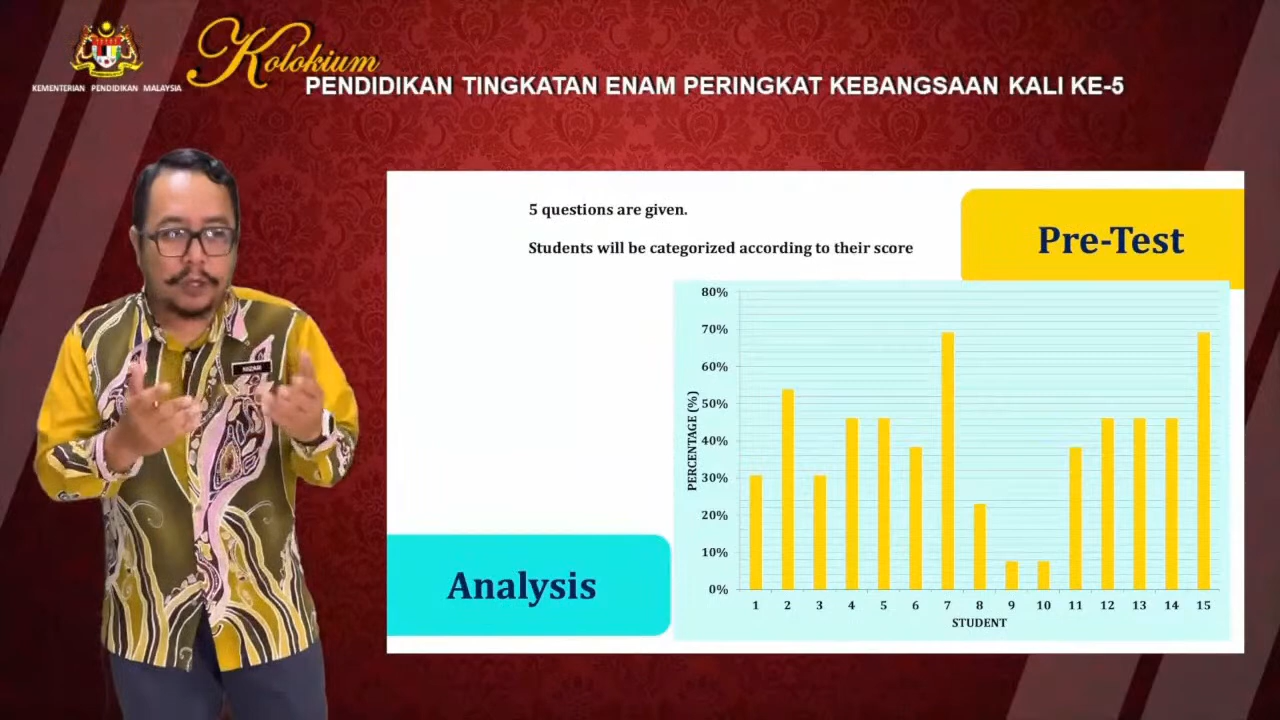 Kolokium
KEMENTERIAN PENDIDIKAN MALAYSIA
PENDIDIKAN TINGKATAN ENAM PERINGKAT KEBANGSAAN KALI KE-5
5 questions are given.
Students will be categorized according to their score
Pre-Test
80%
70%
60%
50%
40%
30%
20%
10%
0%
PERCENTAGE (%)
1 2 3 4 5 6 7 8 9 10 11 12 13 14 15
STUDENT
Analysis